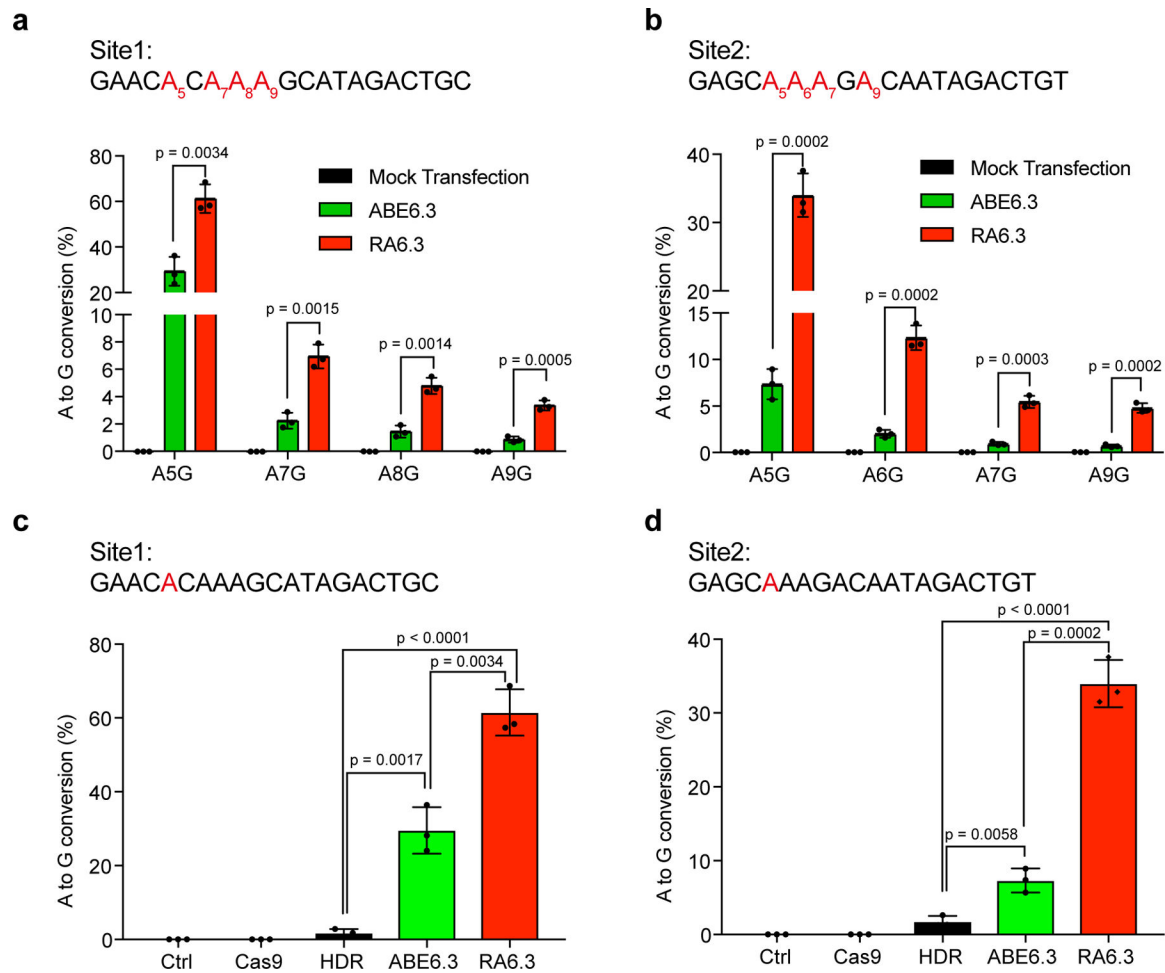 a
Site1:
GAACA5CA7A8A9GCATAGACTGC
A to G conversion (%)
80
60
40
20
8
6
4
2
0
p = 0.0034
p = 0.0015
p = 0.0014
p = 0.0005
Mock Transfection
ABE6.3
RA6.3
A5G A7G A8G A9G
b
Site2:
GAGCA5A6A7GA9CAATAGACTGT
A to G conversion (%)
40
30
20
15
10
5
0
p = 0.0002
p = 0.0002
p = 0.0003
p = 0.0002
Mock Transfection
ABE6.3
RA6.3
A5G A6G A7G A9G
c
Site1:
GAACACAAAGCATAGACTGC
A to G conversion (%)
80
60
40
20
0
p < 0.0001
p = 0.0034
p = 0.0017
Ctrl Cas9 HDR ABE6.3 RA6.3
d
Site2:
GAGCAAAGACAATAGACTGT
A to G conversion (%)
40
30
20
10
0
p < 0.0001
p = 0.0002
p = 0.0058
Ctrl Cas9 HDR ABE6.3 RA6.3